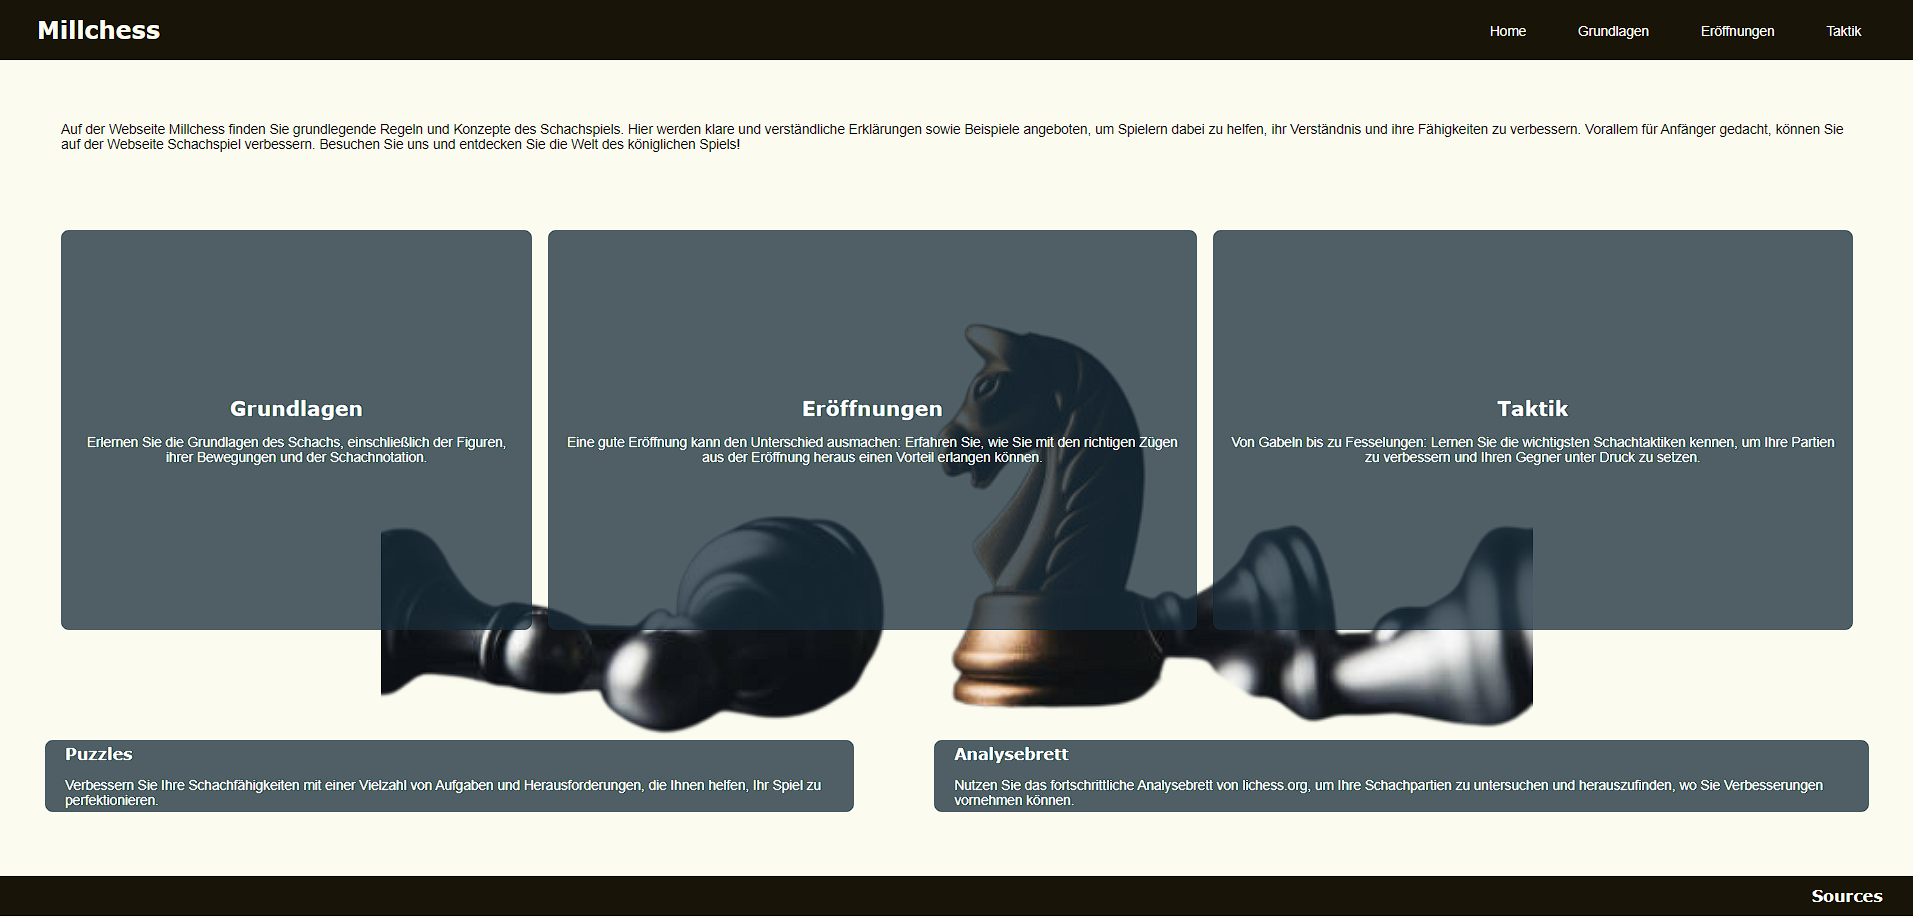 Millchess
Home
Grundlagen
Eröffnungen
Taktik
Auf der Webseite Millchess finden Sie grundlegende Regeln und Konzepte des Schachspiels. Hier werden klare und verständliche Erklärungen sowie Beispiele angeboten, um Spielern dabei zu helfen, ihr Verständnis und ihre Fähigkeiten zu verbessern. Vorallem für Anfänger gedacht, können Sie
auf der Webseite Schachspiel verbessern. Besuchen Sie uns und entdecken Sie die Welt des königlichen Spiels!
Grundlagen
Erlernen Sie die Grundlagen des Schachs, einschließlich der Figuren,
ihrer Bewegungen und der Schachnotation.
Eröffnungen
Eine gute Eröffnung kann den Unterschied ausmachen: Erfahren Sie, wie Sie mit den richtigen Zügen
aus der Eröffnung heraus einen Vorteil erlangen können.
Taktik
Von Gabeln bis zu Fesselungen: Lernen Sie die wichtigsten Schachtaktiken kennen, um Ihre Partien
zu verbessern und Ihren Gegner unter Druck zu setzen.
Puzzles
Verbessern Sie Ihre Schachfähigkeiten mit einer Vielzahl von Aufgaben und Herausforderungen, die Ihnen helfen, Ihr Spiel zu
perfektionieren.
Analysebrett
Nutzen Sie das fortschrittliche Analysebrett von lichess.org, um Ihre Schachpartien zu untersuchen und herauszufinden, wo Sie Verbesserungen
vornehmen können.
Sources